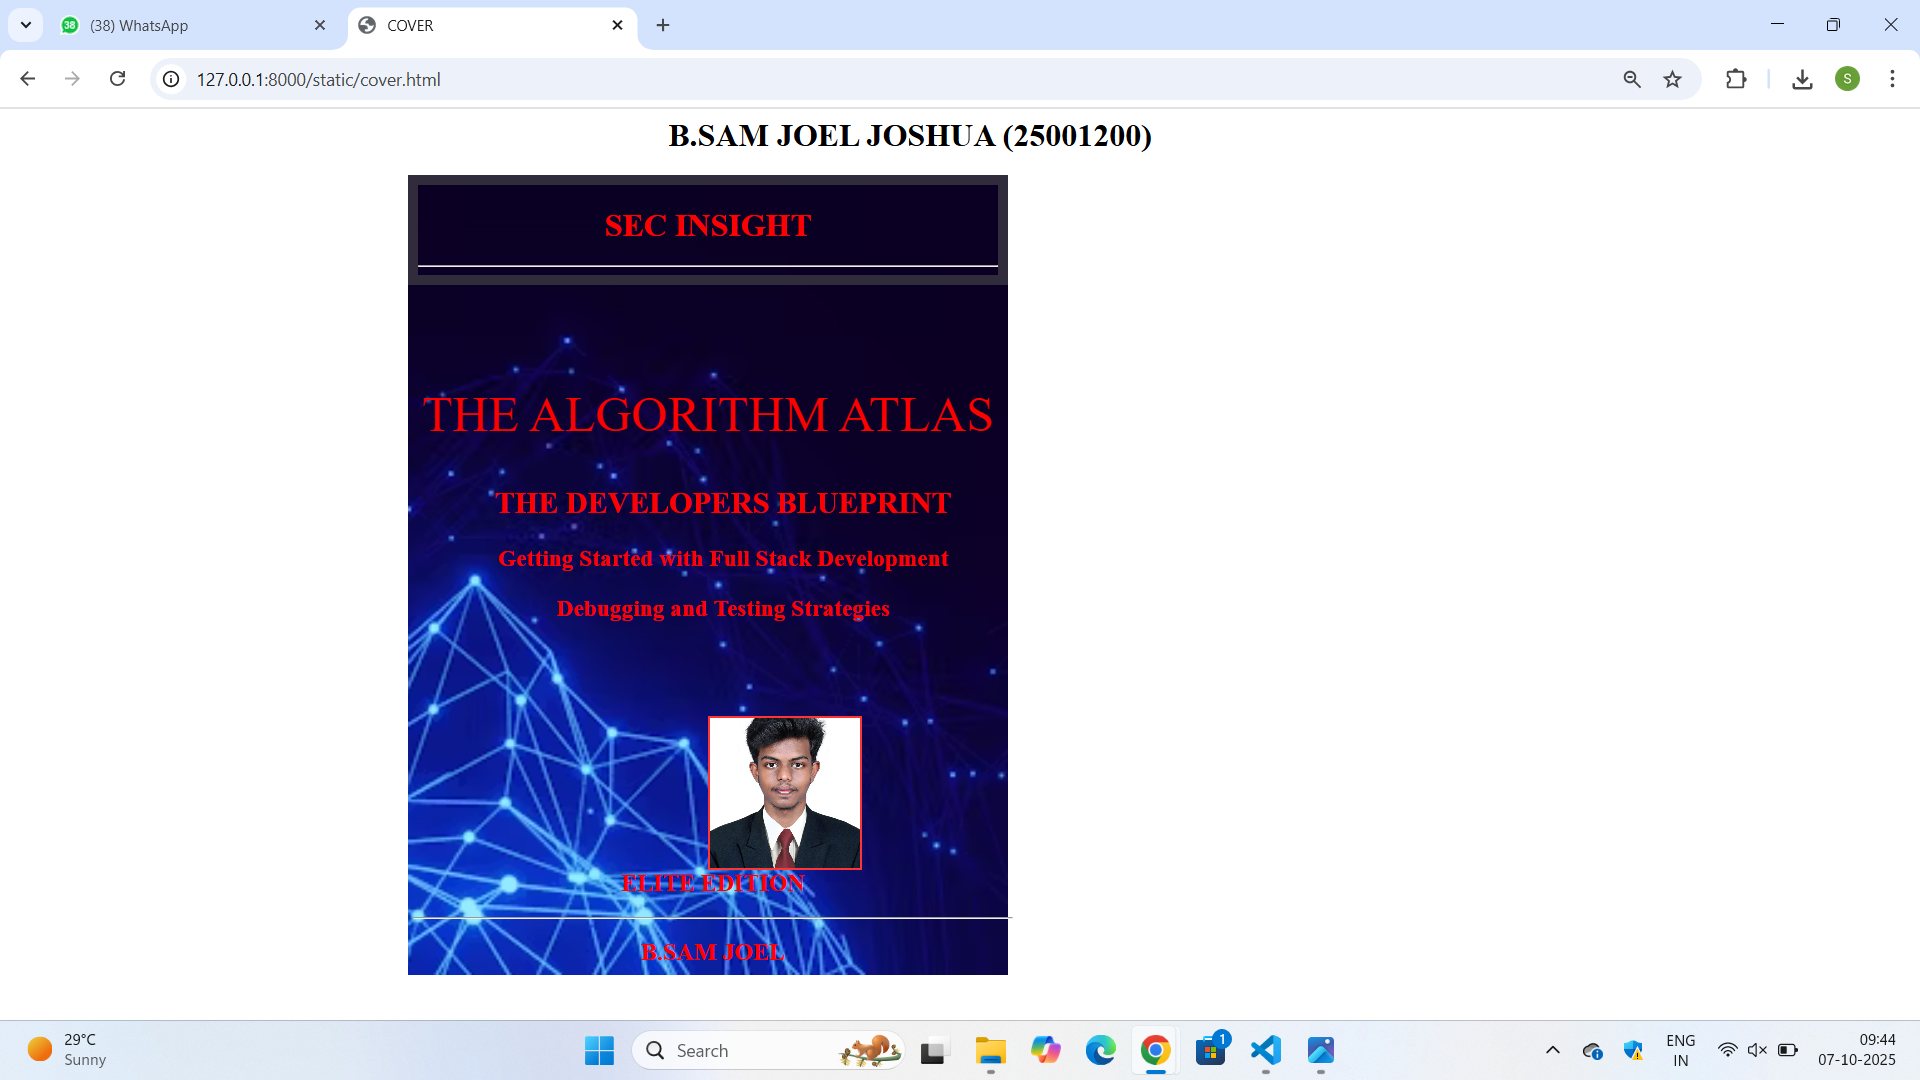 38
(38) WhatsApp
COVER
127.0.0.1:8000/static/cover.html
S
B.SAM JOEL JOSHUA (25001200)
SEC INSIGHT
THE ALGORITHM ATLAS
THE DEVELOPERS BLUEPRINT
Getting Started with Full Stack Development
Debugging and Testing Strategies
ELITE EDITION
B.SAM JOEL
29°C
Sunny
Search
1
ENG
IN
09:44
07-10-2025